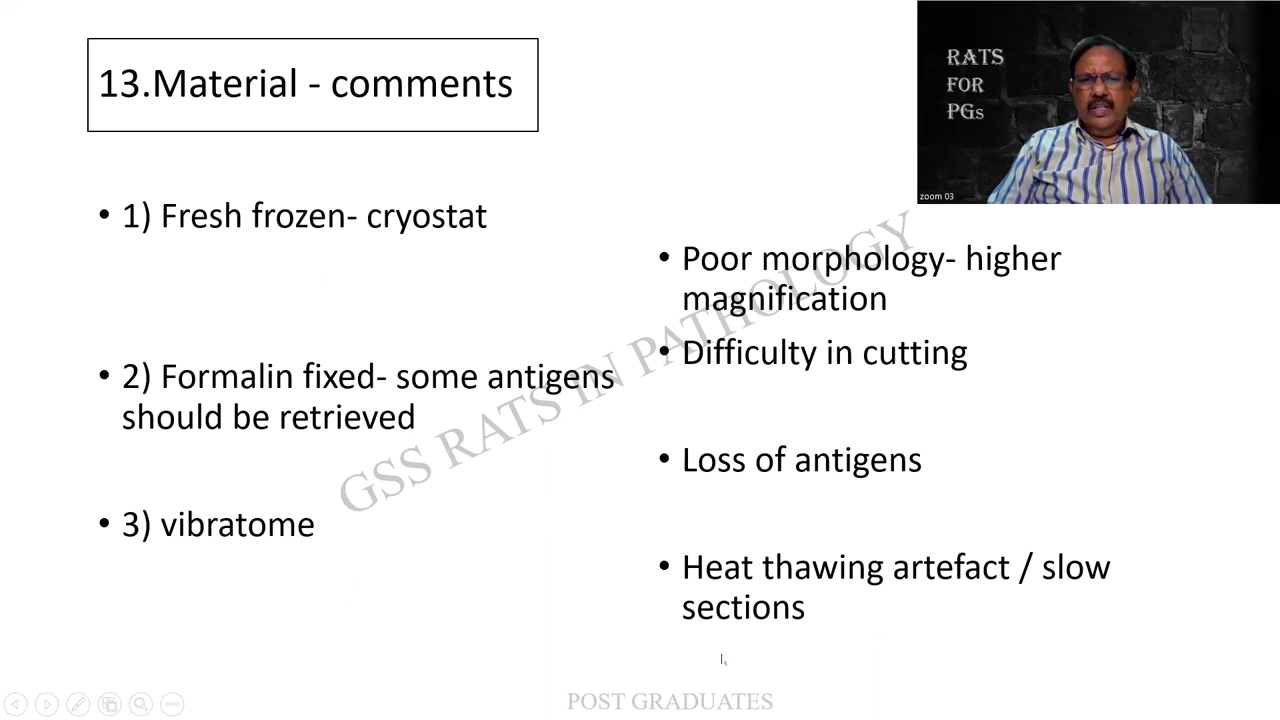 13.Material - comments
RATS
FOR
PGs
zoom 03
• 1) Fresh frozen- cryostat
• 2) Formalin fixed- some antigens
should be retrieved
• 3) vibratome
• Poor morphology- higher
magnification
• Difficulty in cutting
• Loss of antigens
• Heat thawing artefact / slow
sections
GSS RATS IN PATHOLOGY
POST GRADUATES